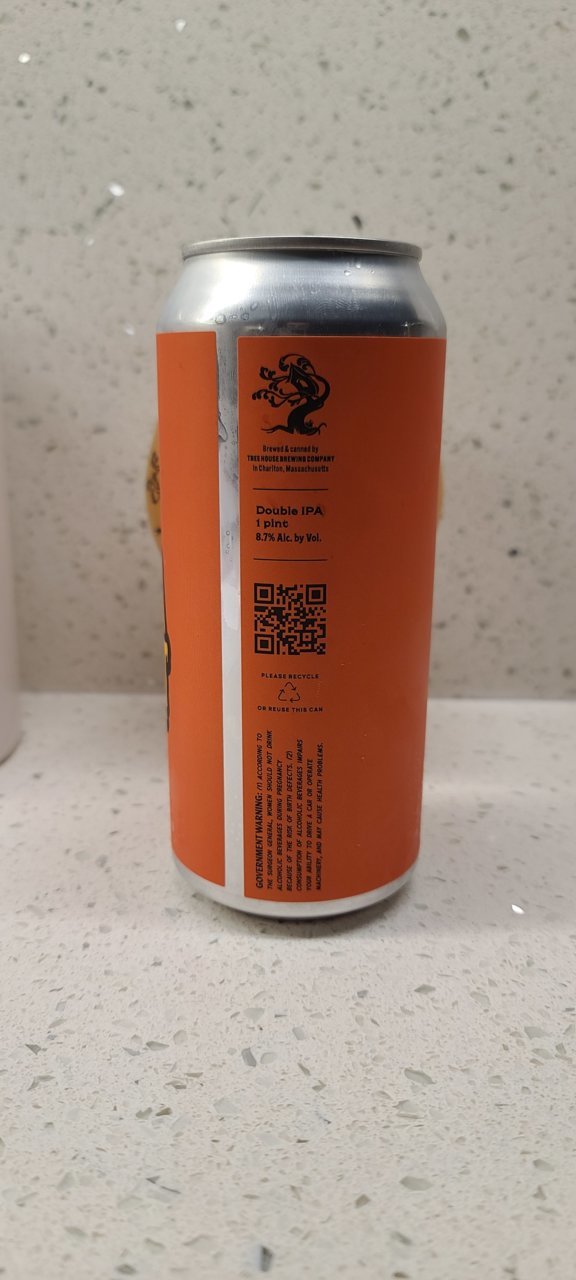 Brewed & canned by
TREE HOUSE BREWING COMPANY
in Charlton, Massachusetts
Double IPA
1 pint
8.7% Alc. by Vol.
PLEASE RECYCLE
OR REUSE THIS CAN
GOVERNMENT WARNING: (1) ACCORDING TO
THE SURGEON GENERAL, WOMEN SHOULD NOT DRINK
ALCOHOLIC BEVERAGES DURING PREGNANCY
BECAUSE OF THE RISK OF BIRTH DEFECTS. (2)
CONSUMPTION OF ALCOHOLIC BEVERAGES IMPAIRS
YOUR ABILITY TO DRIVE A CAR OR OPERATE
MACHINERY, AND MAY CAUSE HEALTH PROBLEMS.